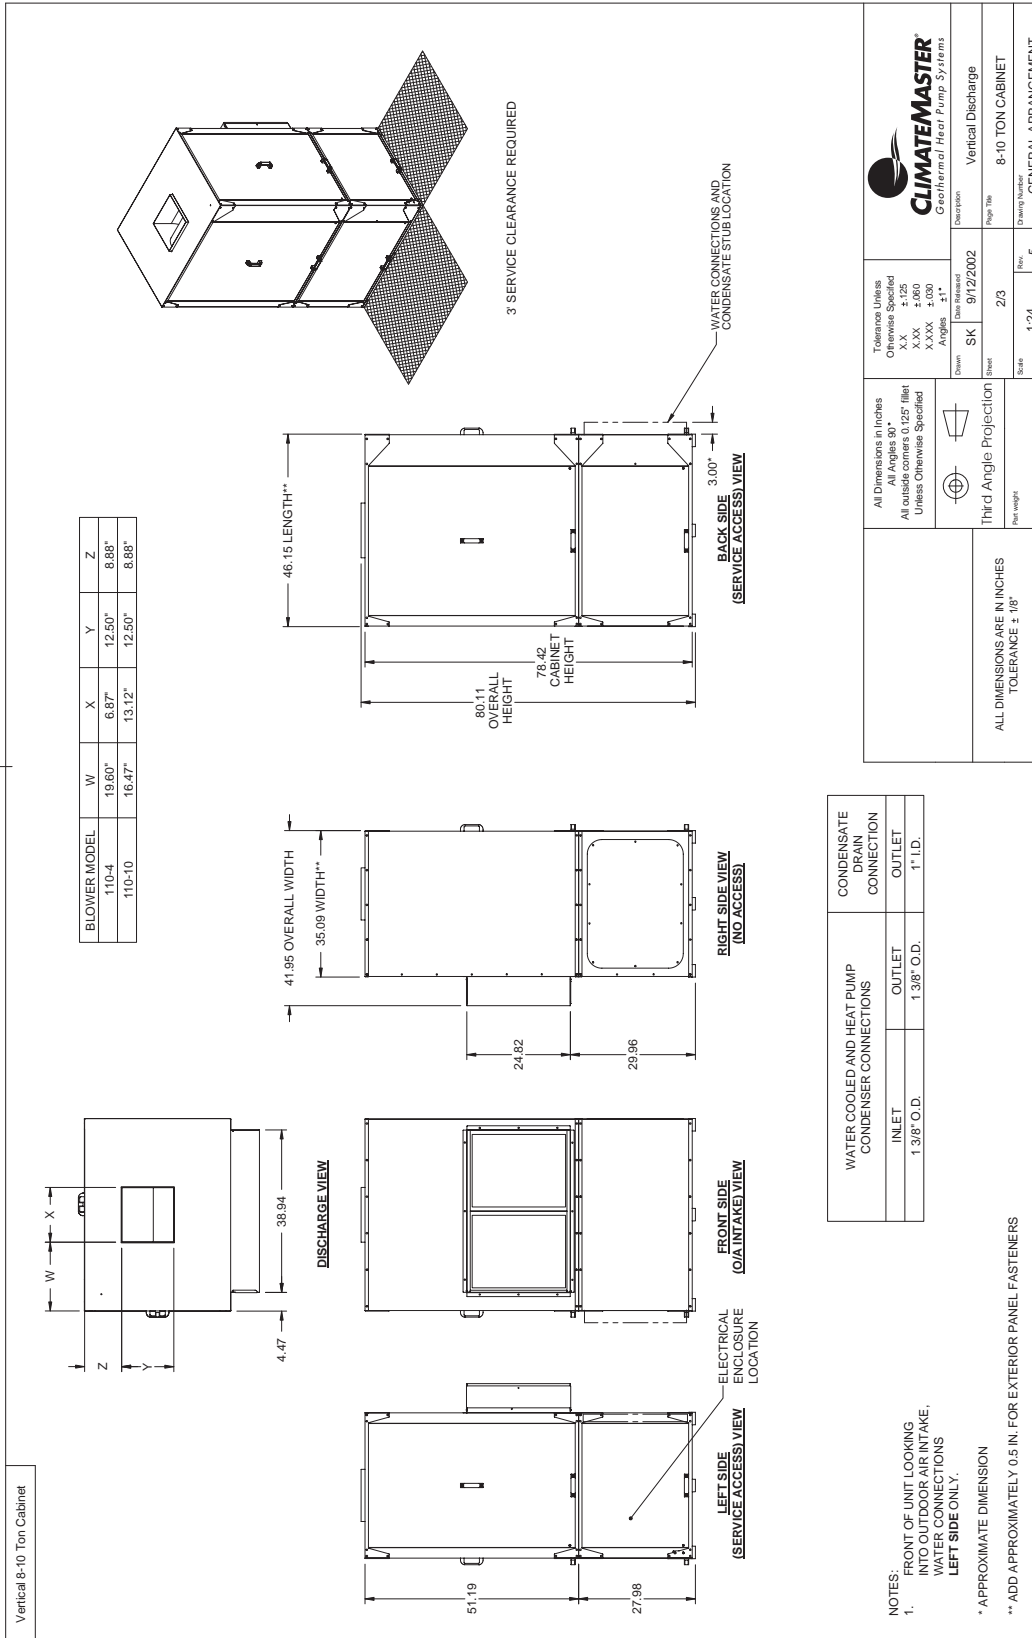 Vertical 8-10 Ton Cabinet
BLOWER MODEL W X Y Z
110-4 19.60" 6.87" 12.50" 8.88"
110-10 16.47" 13.12" 12.50" 8.88"
3' SERVICE CLEARANCE REQUIRED
W
X
Z
Y
4.47
38.94
DISCHARGE VIEW
41.95 OVERALL WIDTH
35.09 WIDTH**
46.15 LENGTH**
51.19
27.98
ELECTRICAL
ENCLOSURE
LOCATION
LEFT SIDE
(SERVICE ACCESS) VIEW
FRONT SIDE
(O/A INTAKE) VIEW
24.82
29.96
RIGHT SIDE VIEW
(NO ACCESS)
80.11
OVERALL
HEIGHT
78.42
CABINET
HEIGHT
3.00*
BACK SIDE
(SERVICE ACCESS) VIEW
WATER CONNECTIONS AND
CONDENSATE STUB LOCATION
WATER COOLED AND HEAT PUMP
CONDENSER CONNECTIONS
CONDENSATE
DRAIN
CONNECTION
INLET OUTLET OUTLET
1 3/8" O.D. 1 3/8" O.D. 1" I.D.
NOTES:
1. FRONT OF UNIT LOOKING
INTO OUTDOOR AIR INTAKE,
WATER CONNECTIONS
LEFT SIDE ONLY.
* APPROXIMATE DIMENSION
** ADD APPROXIMATELY 0.5 IN. FOR EXTERIOR PANEL FASTENERS
ALL DIMENSIONS ARE IN INCHES
TOLERANCE ± 1/8"
All Dimensions in Inches
All Angles 90°
All outside corners 0.125" fillet
Unless Otherwise Specified
Third Angle Projection
Part weight
Tolerance Unless
Otherwise Specifed
X.X ±.125
X.XX ±.060
X.XXX ±.030
Angles ±1°
CLIMATEMASTER®
Geothermal Heat Pump Systems
Drawn
SK
Date Released
9/12/2002
Description
Vertical Discharge
Sheet
2/3
Page Title
8-10 TON CABINET
Scale
1:24
Rev.
Drawing Number
GENERAL ARRANGEMENT